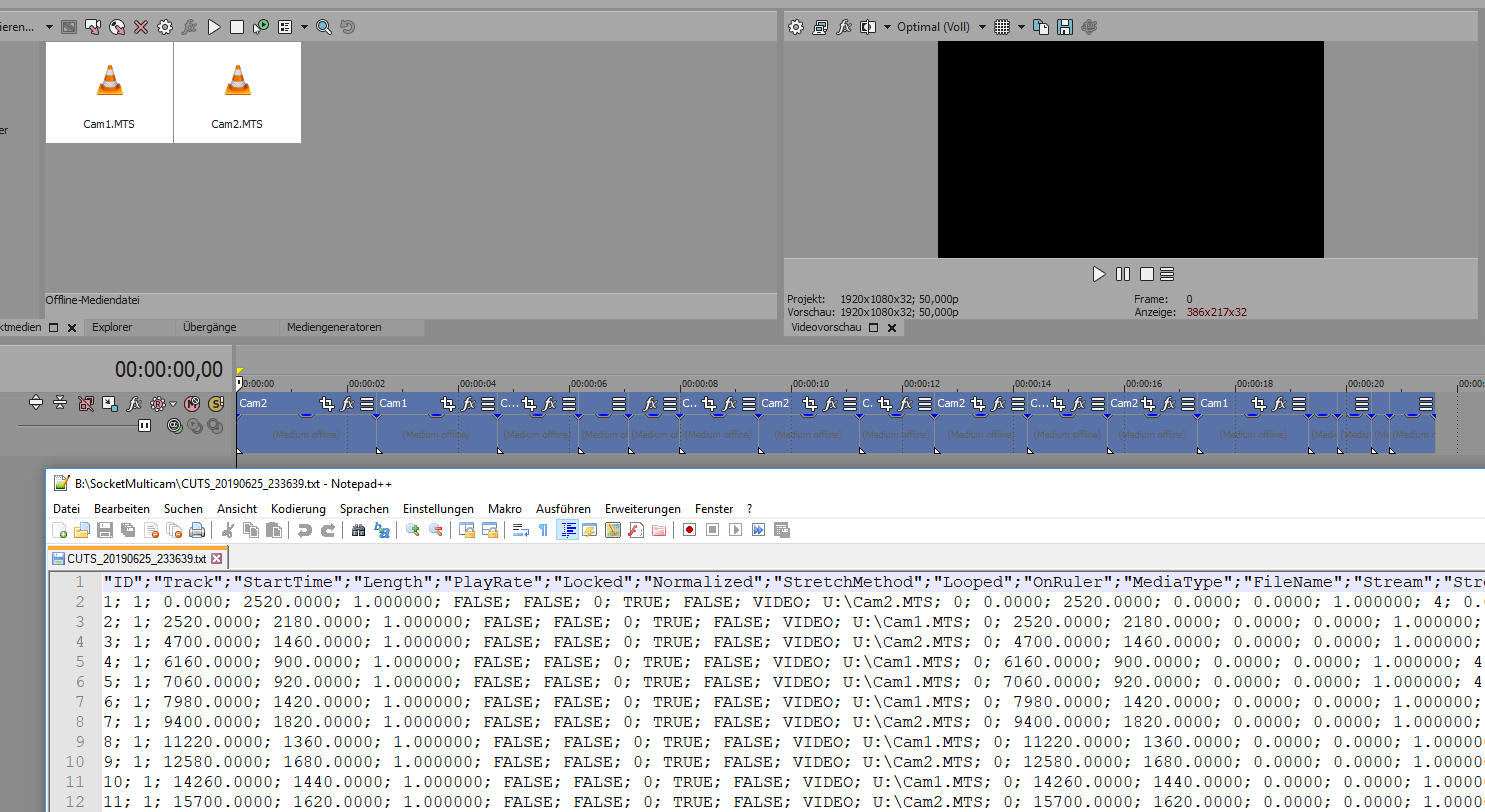 ieren...
Optimal (Voll)
Cam1.MTS
Cam2.MTS
er
Offline-Mediendatei
Projekt: 1920x1080x32; 50,000p
Frame: 0
Vorschau: 1920x1080x32; 50,000p
Anzeige: 386x217x32
ktmedien
Explorer
Übergänge
Mediengeneratoren
Videovorschau
00:00:00,00
00:00:00
00:00:02
00:00:04
00:00:06
00:00:08
00:00:10
00:00:12
00:00:14
00:00:16
00:00:18
00:00:20
00:00:
Cam2
Cam1
C...
C.
Cam2
C.
Cam2
C...
Cam2
Cam1
(Medium offline)
(Medium offline)
(Medium offline)
(Medium o
(Medium o
(Medium offline)
(Medium offline)
(Medium offline)
(Medium offline)
(Medium offline)
(Medium offline)
(Medium offline)
B:\SocketMulticam\CUTS_20190625_233639.txt - Notepad++
Datei Bearbeiten Suchen Ansicht Kodierung Sprachen Einstellungen Makro Ausführen Erweiterungen Fenster ?
CUTS_20190625_233639.txt
1 "ID";"Track";"StartTime";"Length";"PlayRate";"Locked";"Normalized";"StretchMethod";"Looped";"OnRuler";"MediaType";"FileName";"Stream";"Stre
2 1; 1; 0.0000; 2520.0000; 1.000000; FALSE; FALSE; 0; TRUE; FALSE; VIDEO; U:\Cam2.MTS; 0; 0.0000; 2520.0000; 0.0000; 0.0000; 1.000000; 4; 0.0
3 2; 1; 2520.0000; 2180.0000; 1.000000; FALSE; FALSE; 0; TRUE; FALSE; VIDEO; U:\Cam1.MTS; 0; 2520.0000; 2180.0000; 0.0000; 0.0000; 1.000000;
4 3; 1; 4700.0000; 1460.0000; 1.000000; FALSE; FALSE; 0; TRUE; FALSE; VIDEO; U:\Cam2.MTS; 0; 4700.0000; 1460.0000; 0.0000; 0.0000; 1.000000;
5 4; 1; 6160.0000; 900.0000; 1.000000; FALSE; FALSE; 0; TRUE; FALSE; VIDEO; U:\Cam1.MTS; 0; 6160.0000; 900.0000; 0.0000; 0.0000; 1.000000; 4
6 5; 1; 7060.0000; 920.0000; 1.000000; FALSE; FALSE; 0; TRUE; FALSE; VIDEO; U:\Cam1.MTS; 0; 7060.0000; 920.0000; 0.0000; 0.0000; 1.000000; 4
7 6; 1; 7980.0000; 1420.0000; 1.000000; FALSE; FALSE; 0; TRUE; FALSE; VIDEO; U:\Cam1.MTS; 0; 7980.0000; 1420.0000; 0.0000; 0.0000; 1.000000;
8 7; 1; 9400.0000; 1820.0000; 1.000000; FALSE; FALSE; 0; TRUE; FALSE; VIDEO; U:\Cam2.MTS; 0; 9400.0000; 1820.0000; 0.0000; 0.0000; 1.000000;
9 8; 1; 11220.0000; 1360.0000; 1.000000; FALSE; FALSE; 0; TRUE; FALSE; VIDEO; U:\Cam1.MTS; 0; 11220.0000; 1360.0000; 0.0000; 0.0000; 1.00000
10 9; 1; 12580.0000; 1680.0000; 1.000000; FALSE; FALSE; 0; TRUE; FALSE; VIDEO; U:\Cam2.MTS; 0; 12580.0000; 1680.0000; 0.0000; 0.0000; 1.00000
11 10; 1; 14260.0000; 1440.0000; 1.000000; FALSE; FALSE; 0; TRUE; FALSE; VIDEO; U:\Cam1.MTS; 0; 14260.0000; 1440.0000; 0.0000; 0.0000; 1.0000
12 11; 1; 15700.0000; 1620.0000; 1.000000; FALSE; FALSE; 0; TRUE; FALSE; VIDEO; U:\Cam2.MTS; 0; 15700.0000; 1620.0000; 0.0000; 0.0000; 1.0000